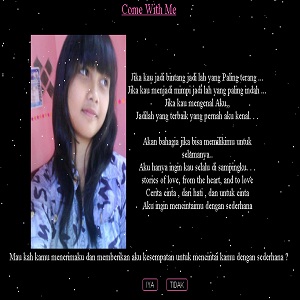 Come With Me
Jika kau jadi bintang jadi lah yang Paling terang ...
Jika kau menjadi mimpi jadi lah yang paling indah ...
Jika kau mengenal Aku,,
Jadilah yang terbaik yang pernah aku kenal. . .
Akan bahagia jika bisa memilikimu untuk
selamanya..
Aku hanya ingin kau selalu di sampingku. . .
stories of love, from the heart, and to love
Cerita cinta , dari hati , dan untuk cinta
Aku ingin mencintaimu dengan sederhana
Mau kah kamu menerimaku dan memberikan aku kesempatan untuk mencintai kamu dengan sederhana ?
IYA
TIDAK